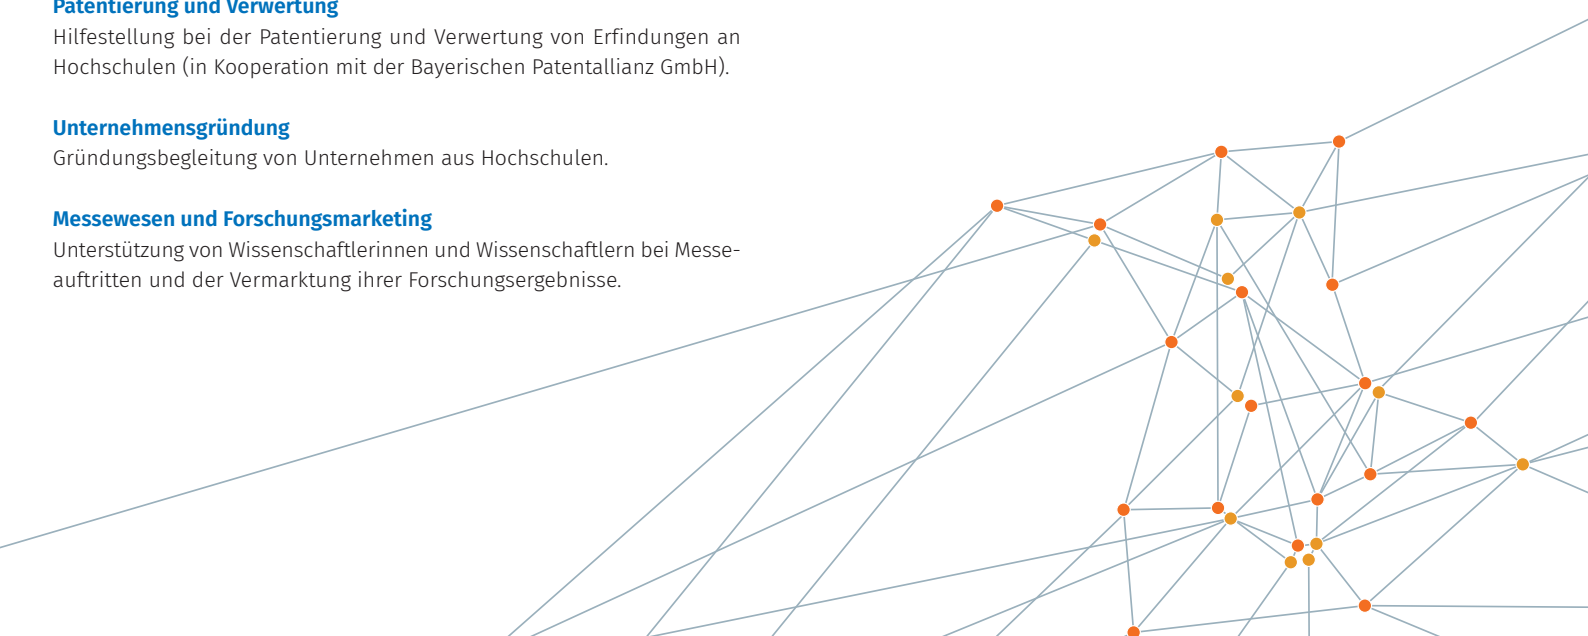 Patentierung und Verwertung
Hilfestellung bei der Patentierung und Verwertung von Erfindungen an
Hochschulen (in Kooperation mit der Bayerischen Patentallianz GmbH).
Unternehmensgründung
Gründungsbegleitung von Unternehmen aus Hochschulen.
Messewesen und Forschungsmarketing
Unterstützung von Wissenschaftlerinnen und Wissenschaftlern bei Messe-
auftritten und der Vermarktung ihrer Forschungsergebnisse.